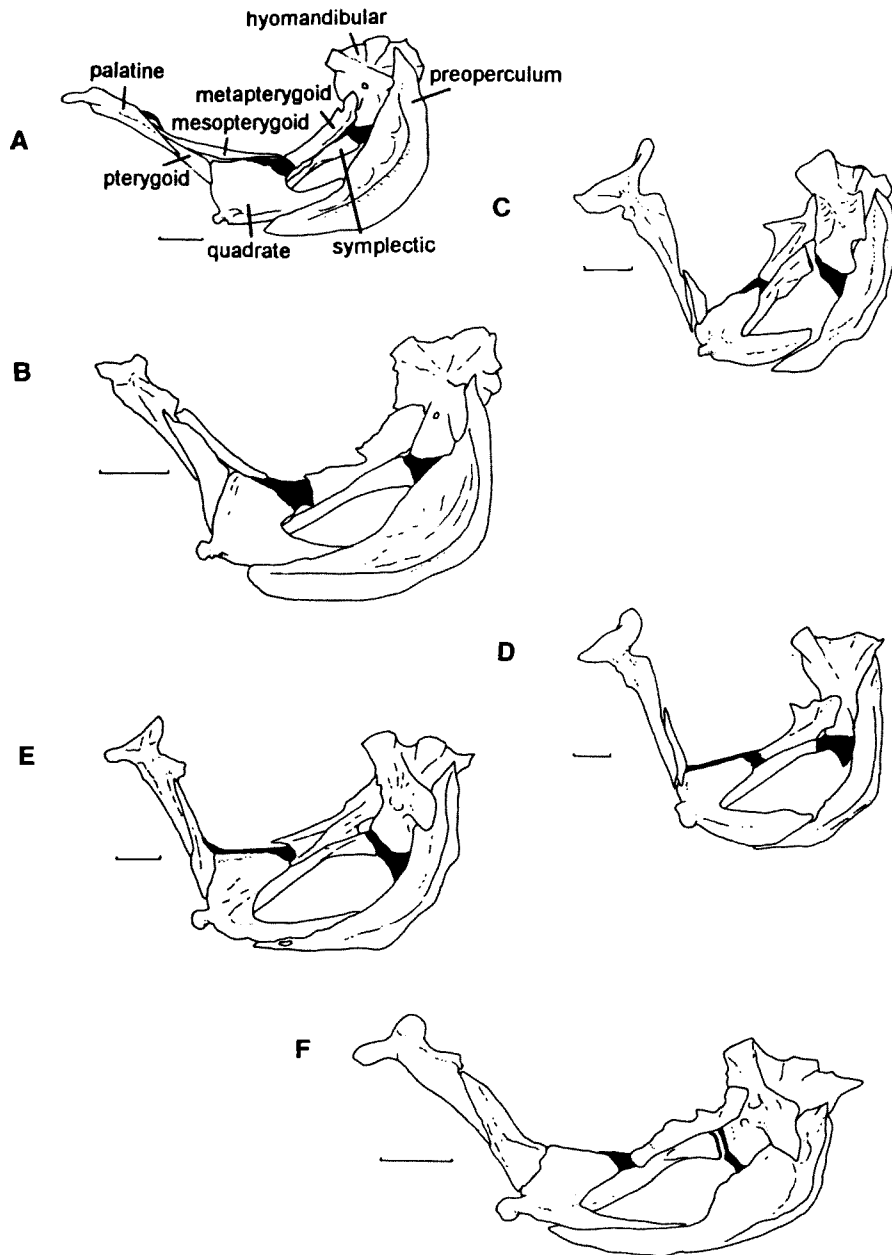 hyomandibular
palatine
preoperculum
metapterygoid
mesopterygoid
A
pterygoid
quadrate
symplectic
C
B
D
E
F